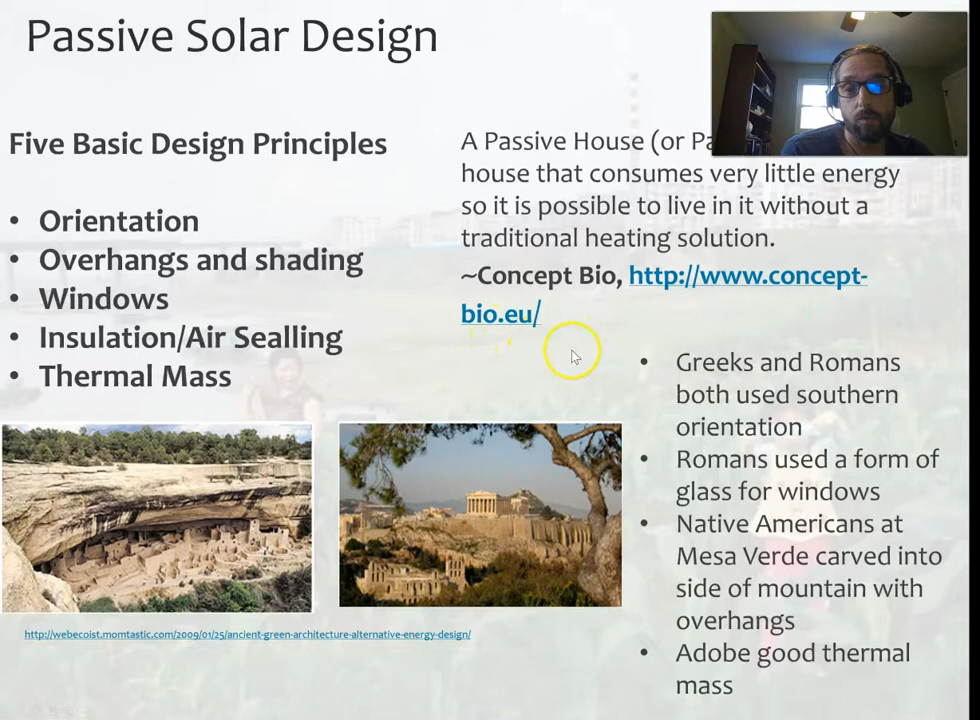 Passive Solar Design
Five Basic Design Principles
• Orientation
• Overhangs and shading
• Windows
• Insulation/Air Sealling
• Thermal Mass
A Passive House (or Pa
house that consumes very little energy
so it is possible to live in it without a
traditional heating solution.
~Concept Bio, http://www.concept-
bio.eu/
• Greeks and Romans
both used southern
orientation
• Romans used a form of
glass for windows
• Native Americans at
Mesa Verde carved into
side of mountain with
overhangs
• Adobe good thermal
mass
http://webecoist.momtastic.com/2009/01/25/ancient-green-architecture-alternative-energy-design/